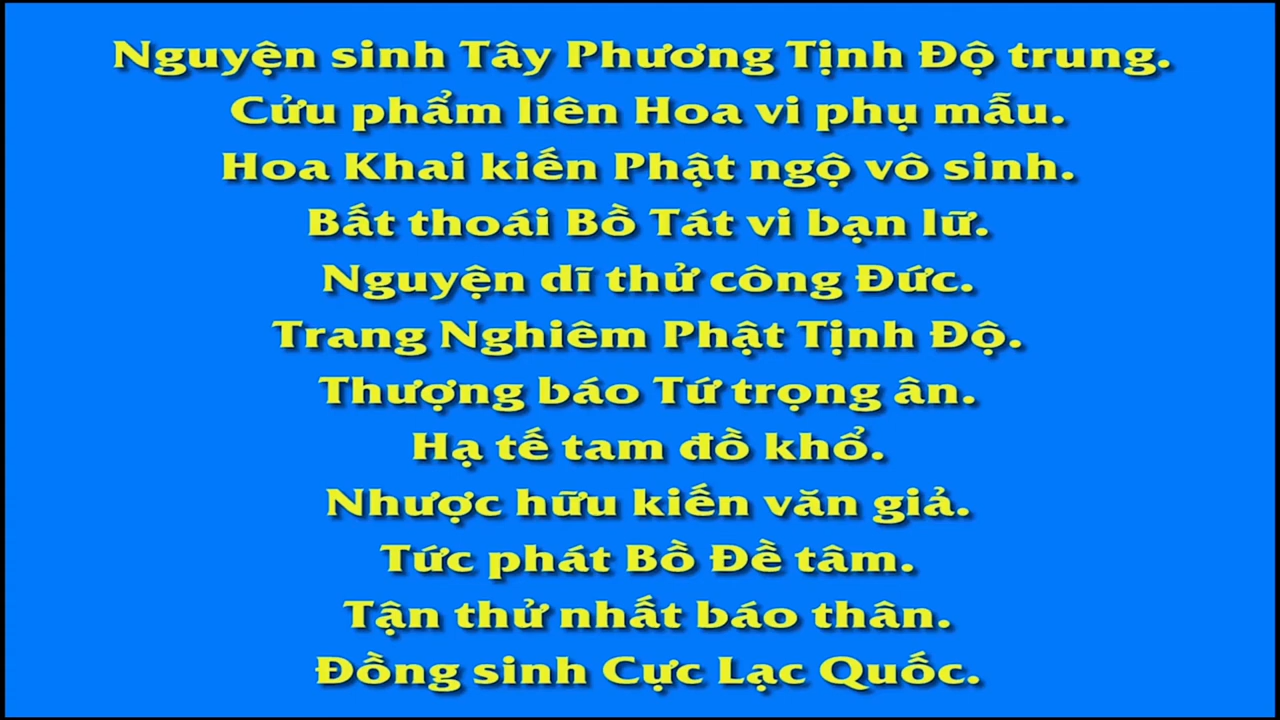 Nguyện sinh Tây Phương Tịnh Độ trung.
Cửu phẩm liên Hoa vi phụ mẫu.
Hoa Khai kiến Phật ngộ vô sinh.
Bất thoái Bồ Tát vi bạn lữ.
Nguyện dĩ thử công Đức.
Trang Nghiêm Phật Tịnh Độ.
Thượng báo Tứ trọng ân.
Hạ tế tam đồ khổ.
Nhược hữu kiến văn giả.
Tức phát Bồ Đề tâm.
Tận thử nhất báo thân.
Đồng sinh Cực Lạc Quốc.